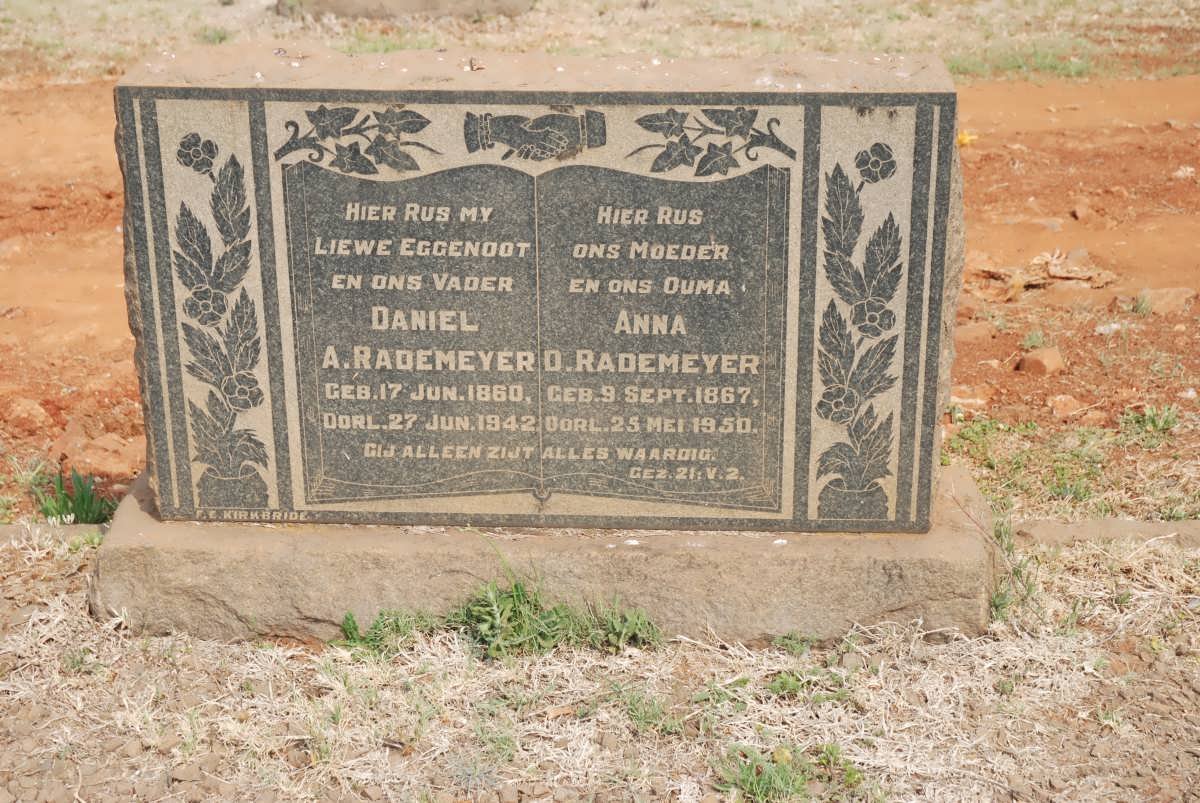 HIER RUS MY
LIEWE EGGENOOT
EN ONS VADER
DANIEL
A. RADEMEYER
GEB. 17 JUN. 1860,
OORL. 27 JUN. 1942
HIER RUS
ONS MOEDER
EN ONS OUMA
ANNA
O. RADEMEYER
GEB. 9 SEPT. 1867,
OORL. 25 MEI 1950.
GIJ ALLEEN ZIJT ALLES WAARDIG.
GEZ. 21: V. 2.
F.E. KIRKBRIDE